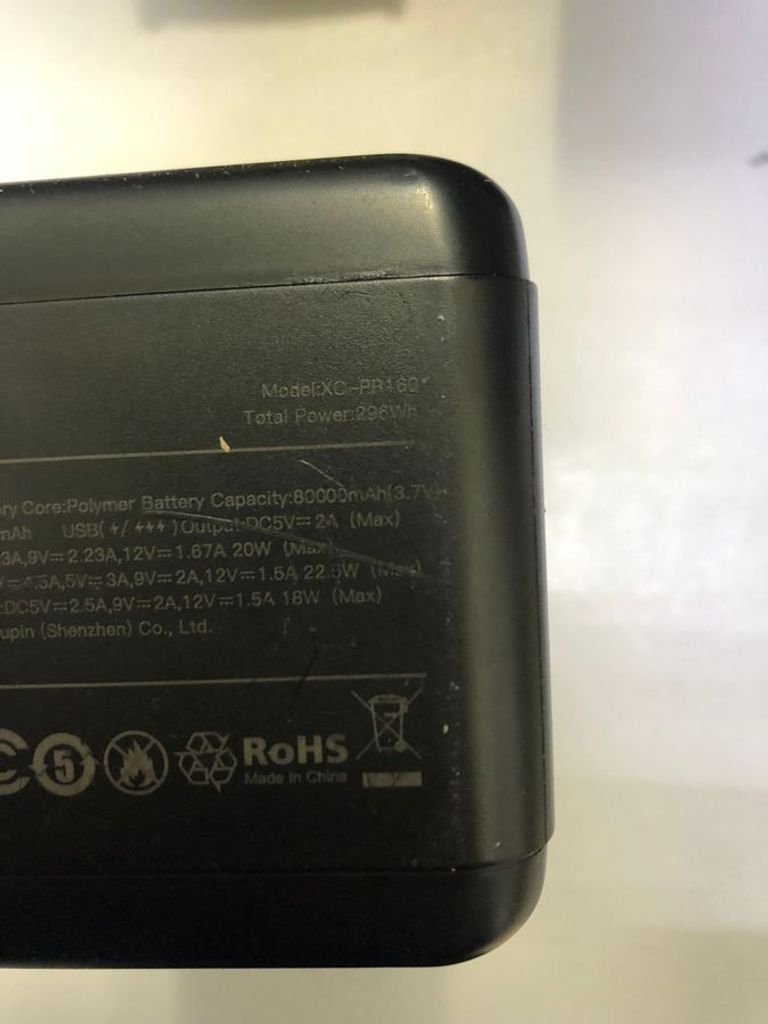 Model:XC-PR160
Total Power:296Wh
ry Core:Polymer Battery Capacity:80000mAh(3.7V)
mAh USB( / )Output:DC5V⎓2A (Max)
3A,9V⎓2.23A,12V⎓1.67A 20W (Max)
V⎓4.5A,5V⎓3A,9V⎓2A,12V⎓1.5A 22.5W (Max)
:DC5V⎓2.5A,9V⎓2A,12V⎓1.5A 18W (Max)
upin (Shenzhen) Co., Ltd.
5
RoHS
Made in China